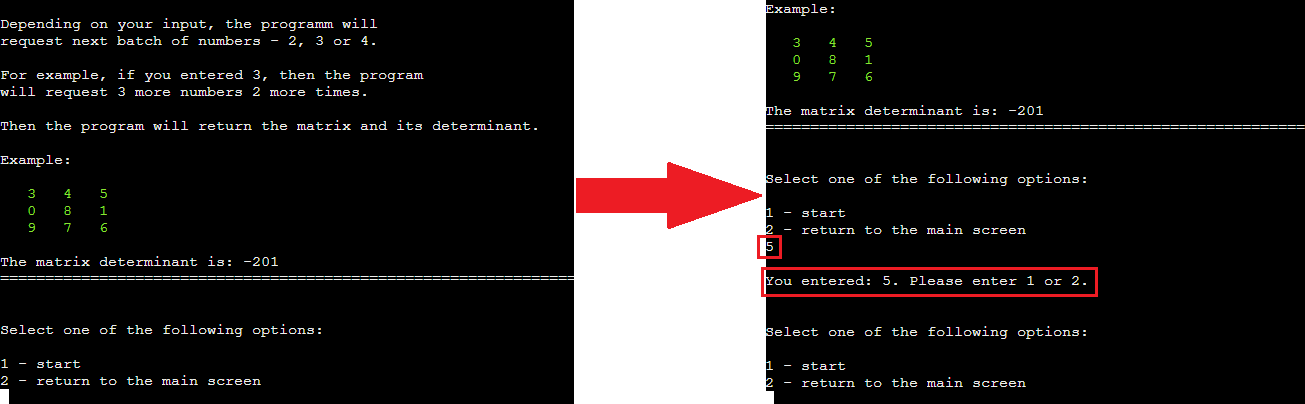 Depending on your input, the programm will
request next batch of numbers - 2, 3 or 4.
For example, if you entered 3, then the program
will request 3 more numbers 2 more times.
Then the program will return the matrix and its determinant.
Example:
3 4 5
0 8 1
9 7 6
The matrix determinant is: -201
================================================================
Select one of the following options:
1 - start
2 - return to the main screen
Example:
3 4 5
0 8 1
9 7 6
The matrix determinant is: -201
============================================================
Select one of the following options:
1 - start
2 - return to the main screen
5
You entered: 5. Please enter 1 or 2.
Select one of the following options:
1 - start
2 - return to the main screen